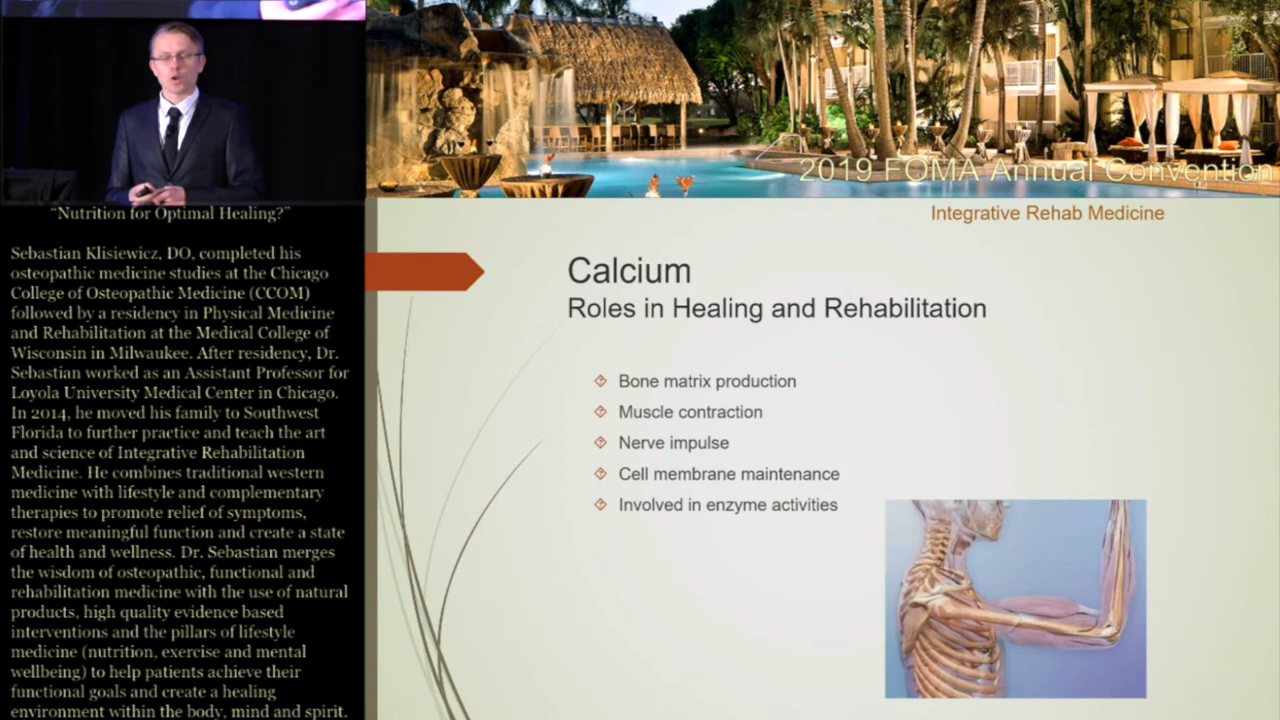 “Nutrition for Optimal Healing?”
Sebastian Klisiewicz, DO, completed his
osteopathic medicine studies at the Chicago
College of Osteopathic Medicine (CCOM)
followed by a residency in Physical Medicine
and Rehabilitation at the Medical College of
Wisconsin in Milwaukee. After residency, Dr.
Sebastian worked as an Assistant Professor for
Loyola University Medical Center in Chicago.
In 2014, he moved his family to Southwest
Florida to further practice and teach the art
and science of Integrative Rehabilitation
Medicine. He combines traditional western
medicine with lifestyle and complementary
therapies to promote relief of symptoms,
restore meaningful function and create a state
of health and wellness. Dr. Sebastian merges
the wisdom of osteopathic, functional and
rehabilitation medicine with the use of natural
products, high quality evidence based
interventions and the pillars of lifestyle
medicine (nutrition, exercise and mental
wellbeing) to help patients achieve their
functional goals and create a healing
environment within the body, mind and spirit.
2019 FOMA Annual Convention
Integrative Rehab Medicine
Calcium
Roles in Healing and Rehabilitation
Bone matrix production
Muscle contraction
Nerve impulse
Cell membrane maintenance
Involved in enzyme activities